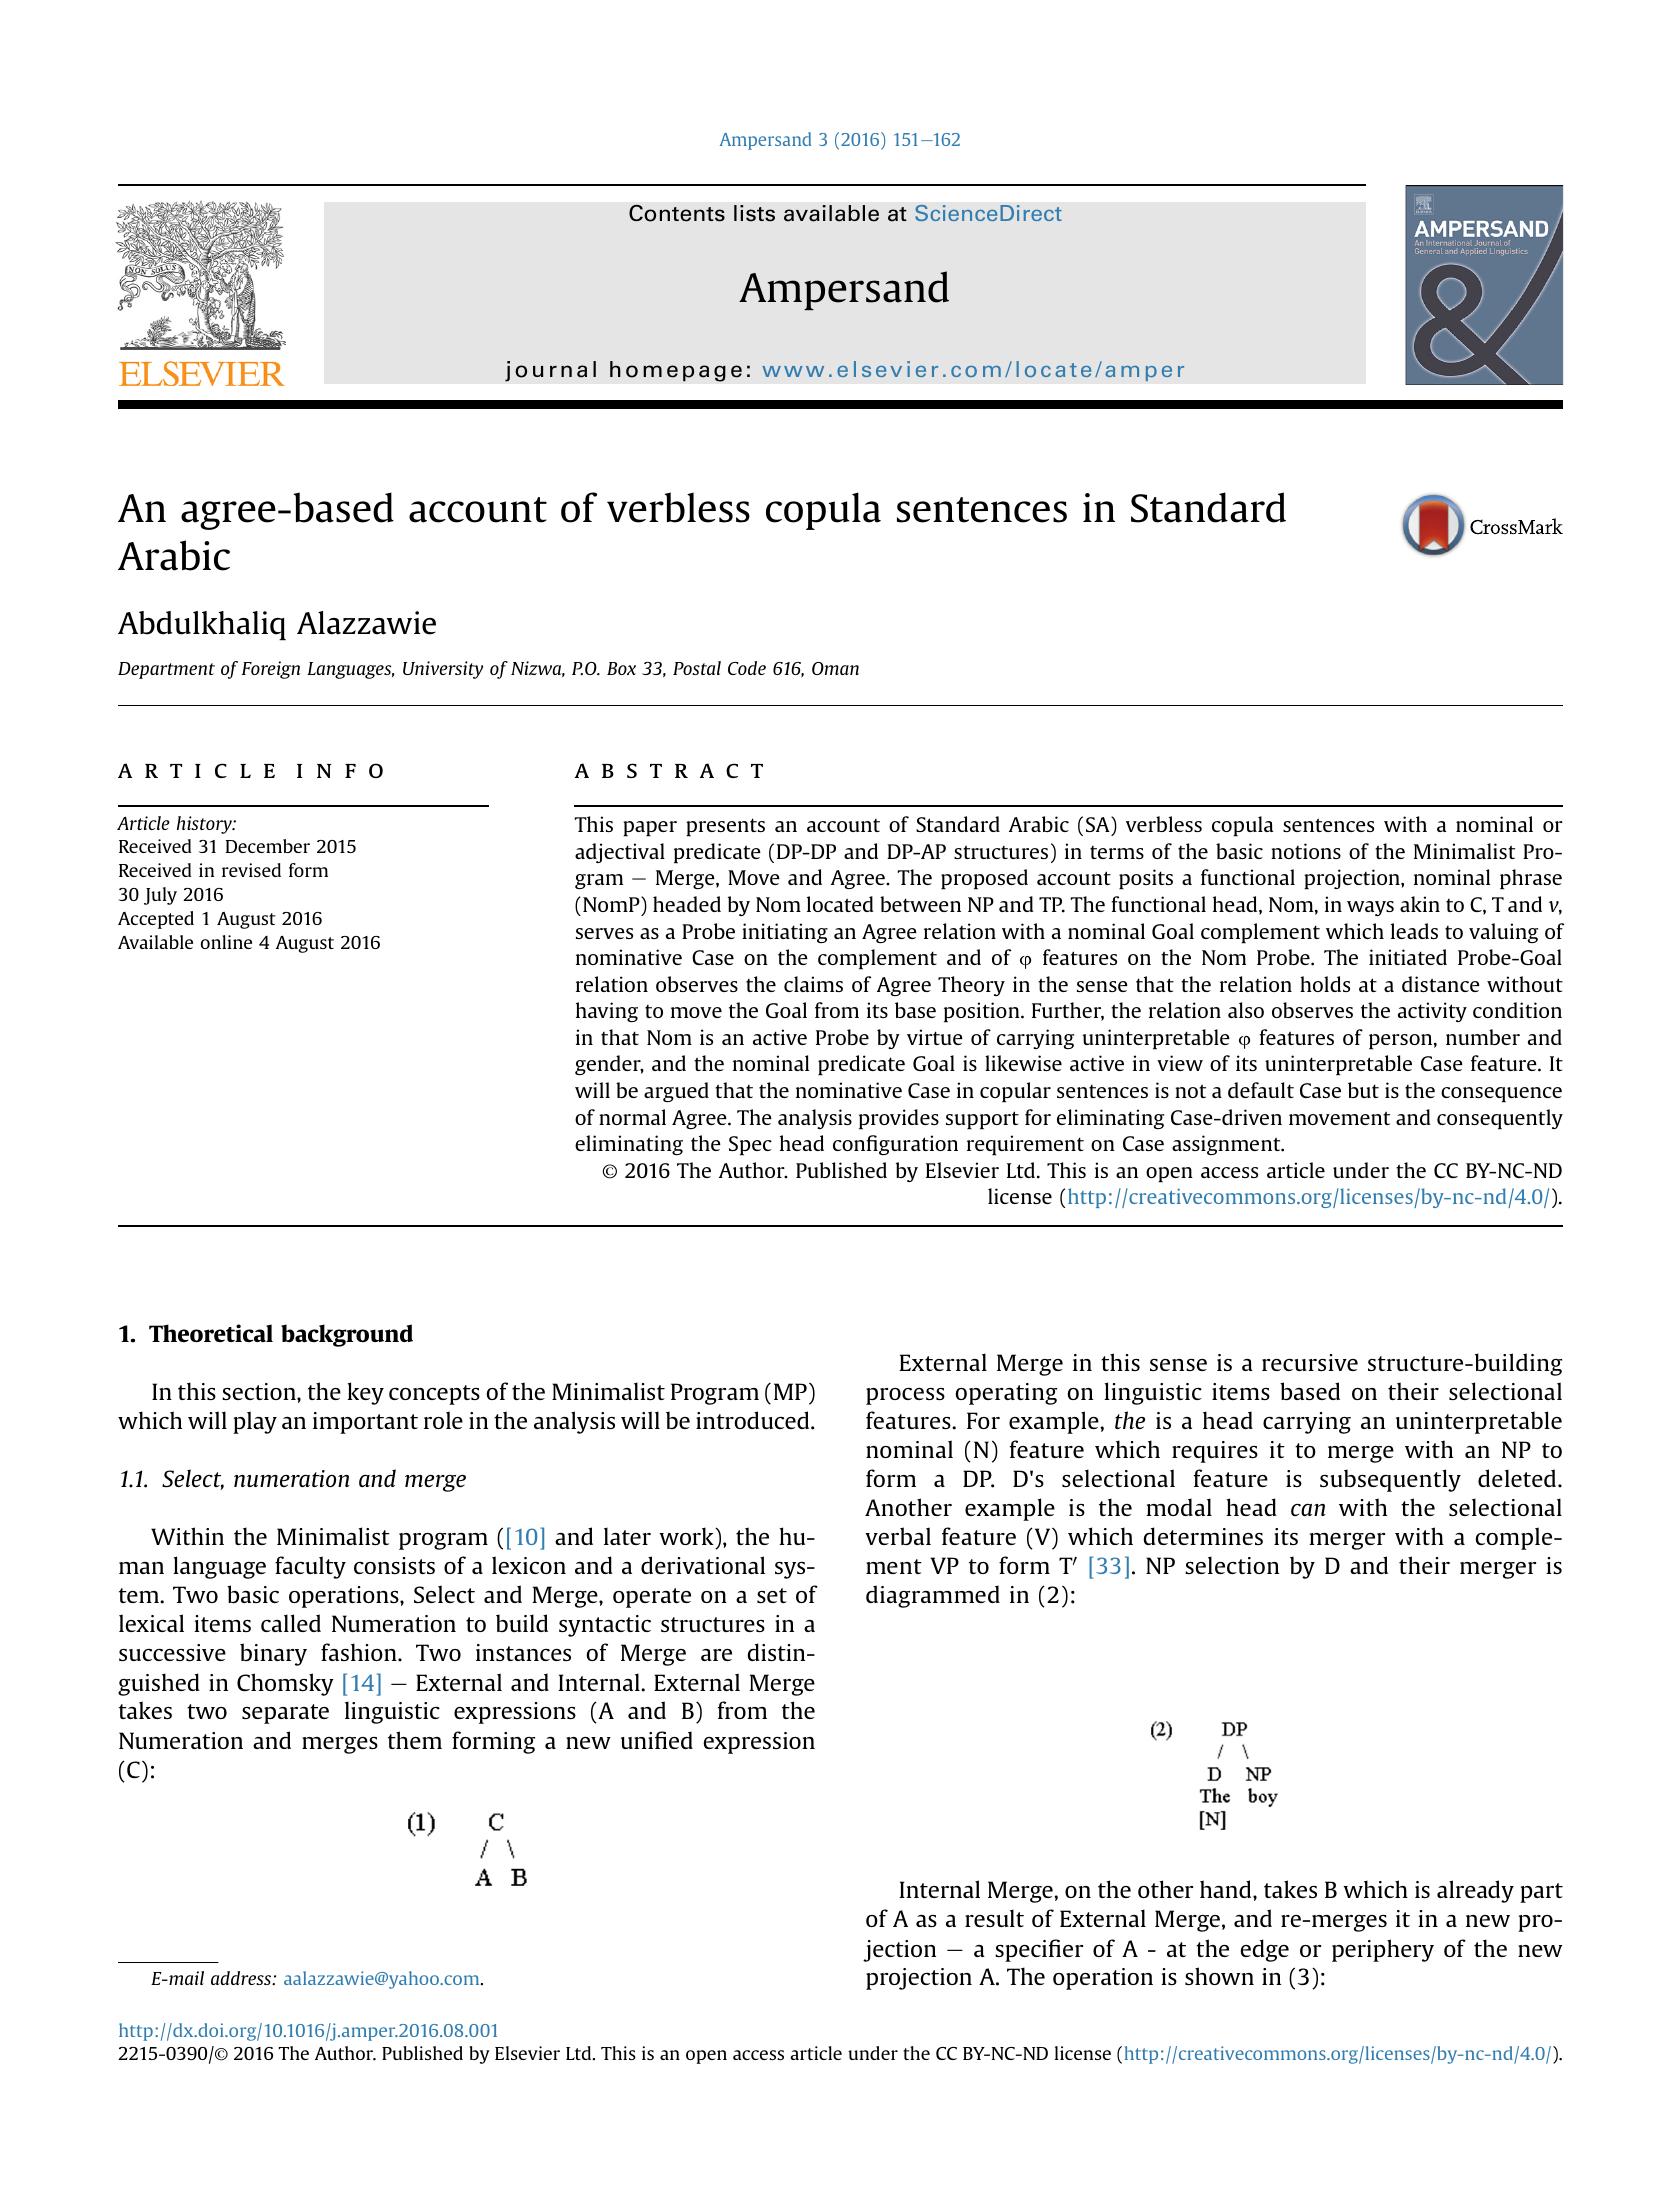 Ampersand 3 (2016) 151–162
NON SOLUS
ELSEVIER
Contents lists available at ScienceDirect
Ampersand
journal homepage: www.elsevier.com/locate/amper
AMPERSAND
An International Journal of
General and Applied Linguistics
&
An agree-based account of verbless copula sentences in Standard
Arabic
CrossMark
Abdulkhaliq Alazzawie
Department of Foreign Languages, University of Nizwa, P.O. Box 33, Postal Code 616, Oman
ARTICLE INFO
Article history:
Received 31 December 2015
Received in revised form
30 July 2016
Accepted 1 August 2016
Available online 4 August 2016
ABSTRACT
This paper presents an account of Standard Arabic (SA) verbless copula sentences with a nominal or
adjectival predicate (DP-DP and DP-AP structures) in terms of the basic notions of the Minimalist Pro-
gram – Merge, Move and Agree. The proposed account posits a functional projection, nominal phrase
(NomP) headed by Nom located between NP and TP. The functional head, Nom, in ways akin to C, T and v,
serves as a Probe initiating an Agree relation with a nominal Goal complement which leads to valuing of
nominative Case on the complement and of φ features on the Nom Probe. The initiated Probe-Goal
relation observes the claims of Agree Theory in the sense that the relation holds at a distance without
having to move the Goal from its base position. Further, the relation also observes the activity condition
in that Nom is an active Probe by virtue of carrying uninterpretable φ features of person, number and
gender, and the nominal predicate Goal is likewise active in view of its uninterpretable Case feature. It
will be argued that the nominative Case in copular sentences is not a default Case but is the consequence
of normal Agree. The analysis provides support for eliminating Case-driven movement and consequently
eliminating the Spec head configuration requirement on Case assignment.
© 2016 The Author. Published by Elsevier Ltd. This is an open access article under the CC BY-NC-ND
license (http://creativecommons.org/licenses/by-nc-nd/4.0/).
1. Theoretical background
In this section, the key concepts of the Minimalist Program (MP)
which will play an important role in the analysis will be introduced.
1.1. Select, numeration and merge
Within the Minimalist program ([10] and later work), the hu-
man language faculty consists of a lexicon and a derivational sys-
tem. Two basic operations, Select and Merge, operate on a set of
lexical items called Numeration to build syntactic structures in a
successive binary fashion. Two instances of Merge are distin-
guished in Chomsky [14] – External and Internal. External Merge
takes two separate linguistic expressions (A and B) from the
Numeration and merges them forming a new unified expression
(C):
(1) C
/ \
A B
E-mail address: aalazzawie@yahoo.com.
External Merge in this sense is a recursive structure-building
process operating on linguistic items based on their selectional
features. For example, the is a head carrying an uninterpretable
nominal (N) feature which requires it to merge with an NP to
form a DP. D's selectional feature is subsequently deleted.
Another example is the modal head can with the selectional
verbal feature (V) which determines its merger with a comple-
ment VP to form T′ [33]. NP selection by D and their merger is
diagrammed in (2):
(2) DP
/ \
D NP
The boy
[N]
Internal Merge, on the other hand, takes B which is already part
of A as a result of External Merge, and re-merges it in a new pro-
jection – a specifier of A - at the edge or periphery of the new
projection A. The operation is shown in (3):
http://dx.doi.org/10.1016/j.amper.2016.08.001
2215-0390/© 2016 The Author. Published by Elsevier Ltd. This is an open access article under the CC BY-NC-ND license (http://creativecommons.org/licenses/by-nc-nd/4.0/).